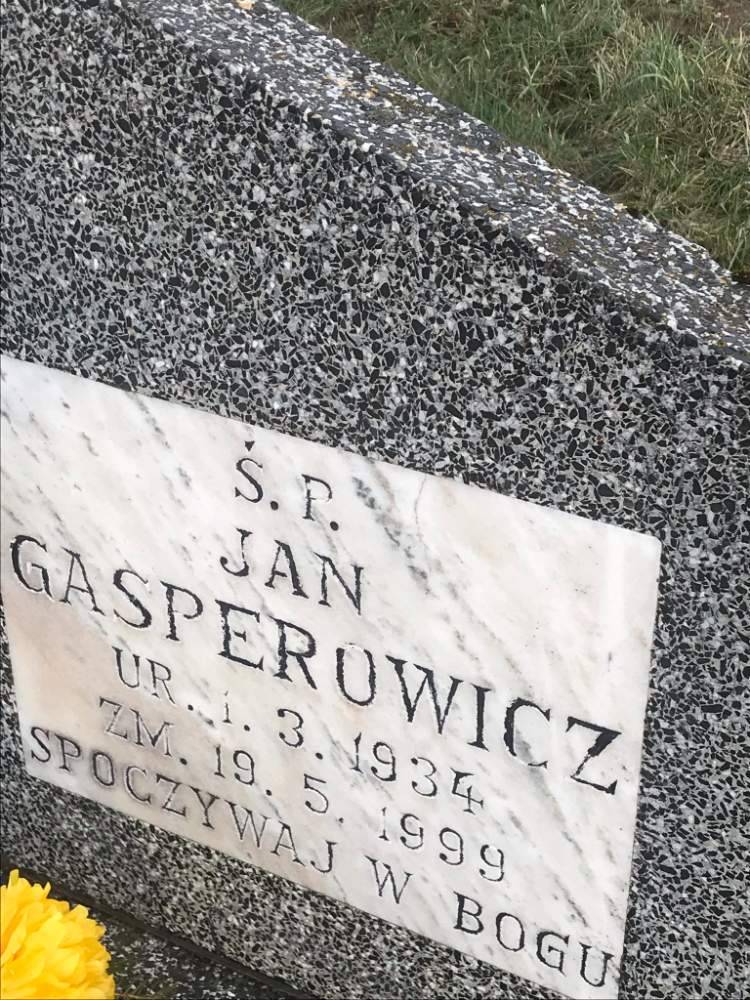 Ś. P.
JAN
GASPEROWICZ
UR. 1. 3. 1934
ZM. 19. 5. 1999
SPOCZYWAJ W BOGU